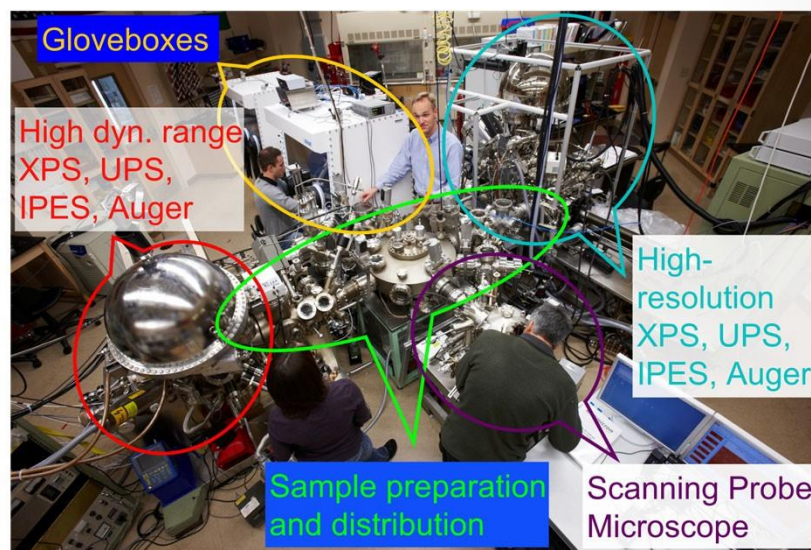 Gloveboxes
High dyn. range
XPS, UPS,
IPES, Auger
High-
resolution
XPS, UPS,
IPES, Auger
Sample preparation
and distribution
Scanning Probe
Microscope